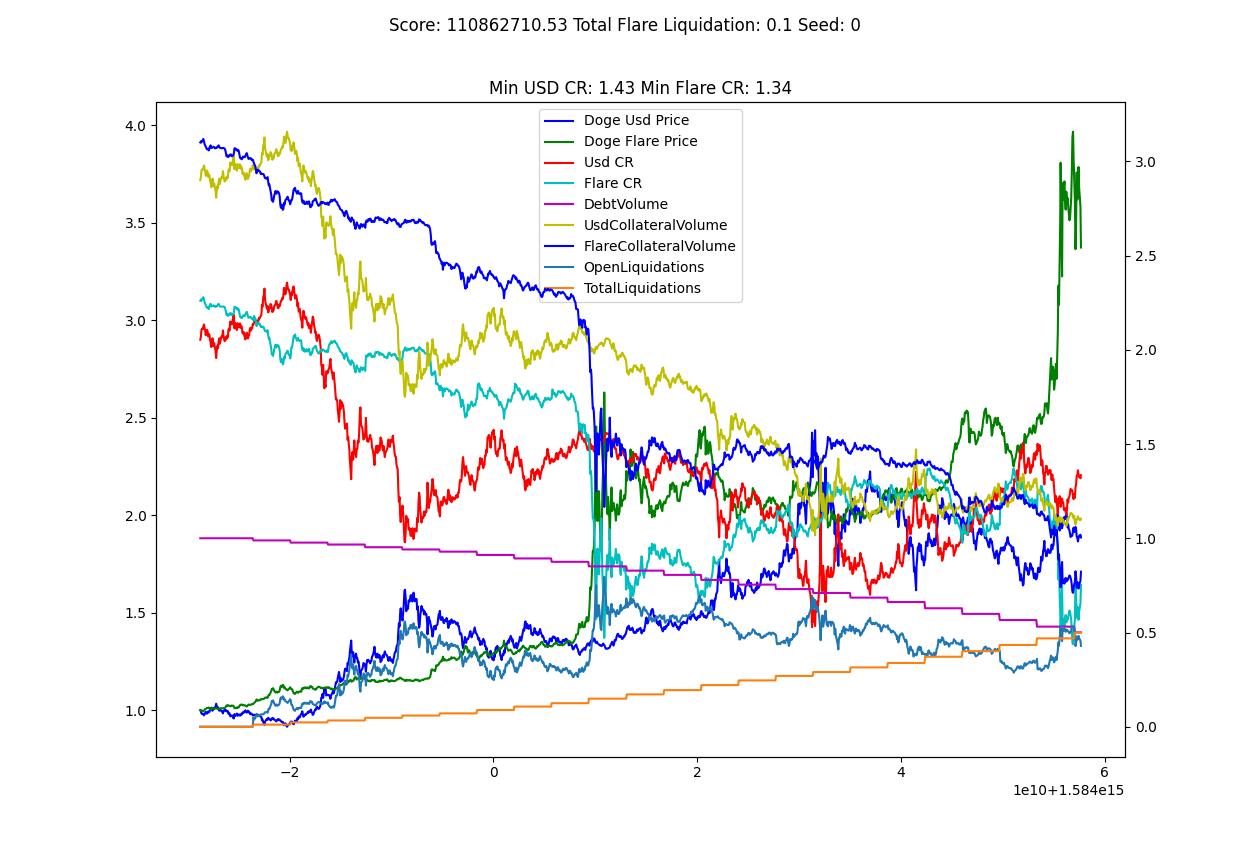 Score: 110862710.53 Total Flare Liquidation: 0.1 Seed: 0
Min USD CR: 1.43 Min Flare CR: 1.34
Doge Usd Price
Doge Flare Price
Usd CR
Flare CR
DebtVolume
UsdCollateralVolume
FlareCollateralVolume
OpenLiquidations
TotalLiquidations
4.0
3.5
3.0
2.5
2.0
1.5
1.0
3.0
2.5
2.0
1.5
1.0
0.5
0.0
−2 0 2 4 6
1e10+1.584e15